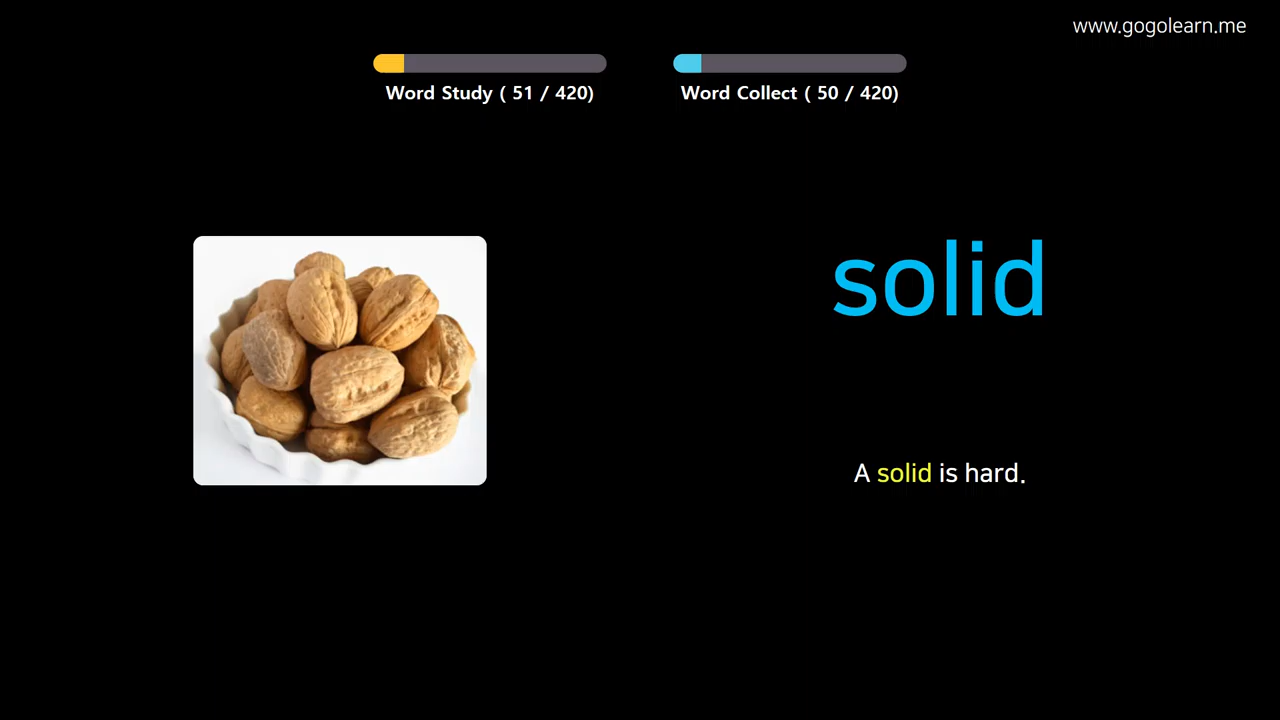 www.gogolearn.me
Word Study ( 51 / 420)
Word Collect ( 50 / 420)
solid
A solid is hard.